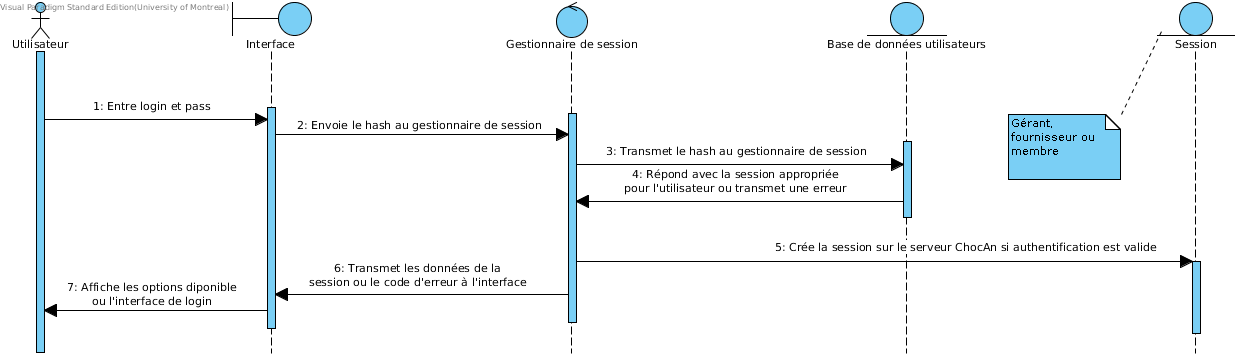 Visual Paradigm Standard Edition(University of Montreal)
Utilisateur
Interface
Gestionnaire de session
Base de données utilisateurs
Session
1: Entre login et pass
2: Envoie le hash au gestionnaire de session
Gérant,
fournisseur ou
membre
3: Transmet le hash au gestionnaire de session
4: Répond avec la session appropriée
pour l'utilisateur ou transmet une erreur
5: Crée la session sur le serveur ChocAn si authentification est valide
6: Transmet les données de la
session ou le code d'erreur à l'interface
7: Affiche les options diponible
ou l'interface de login